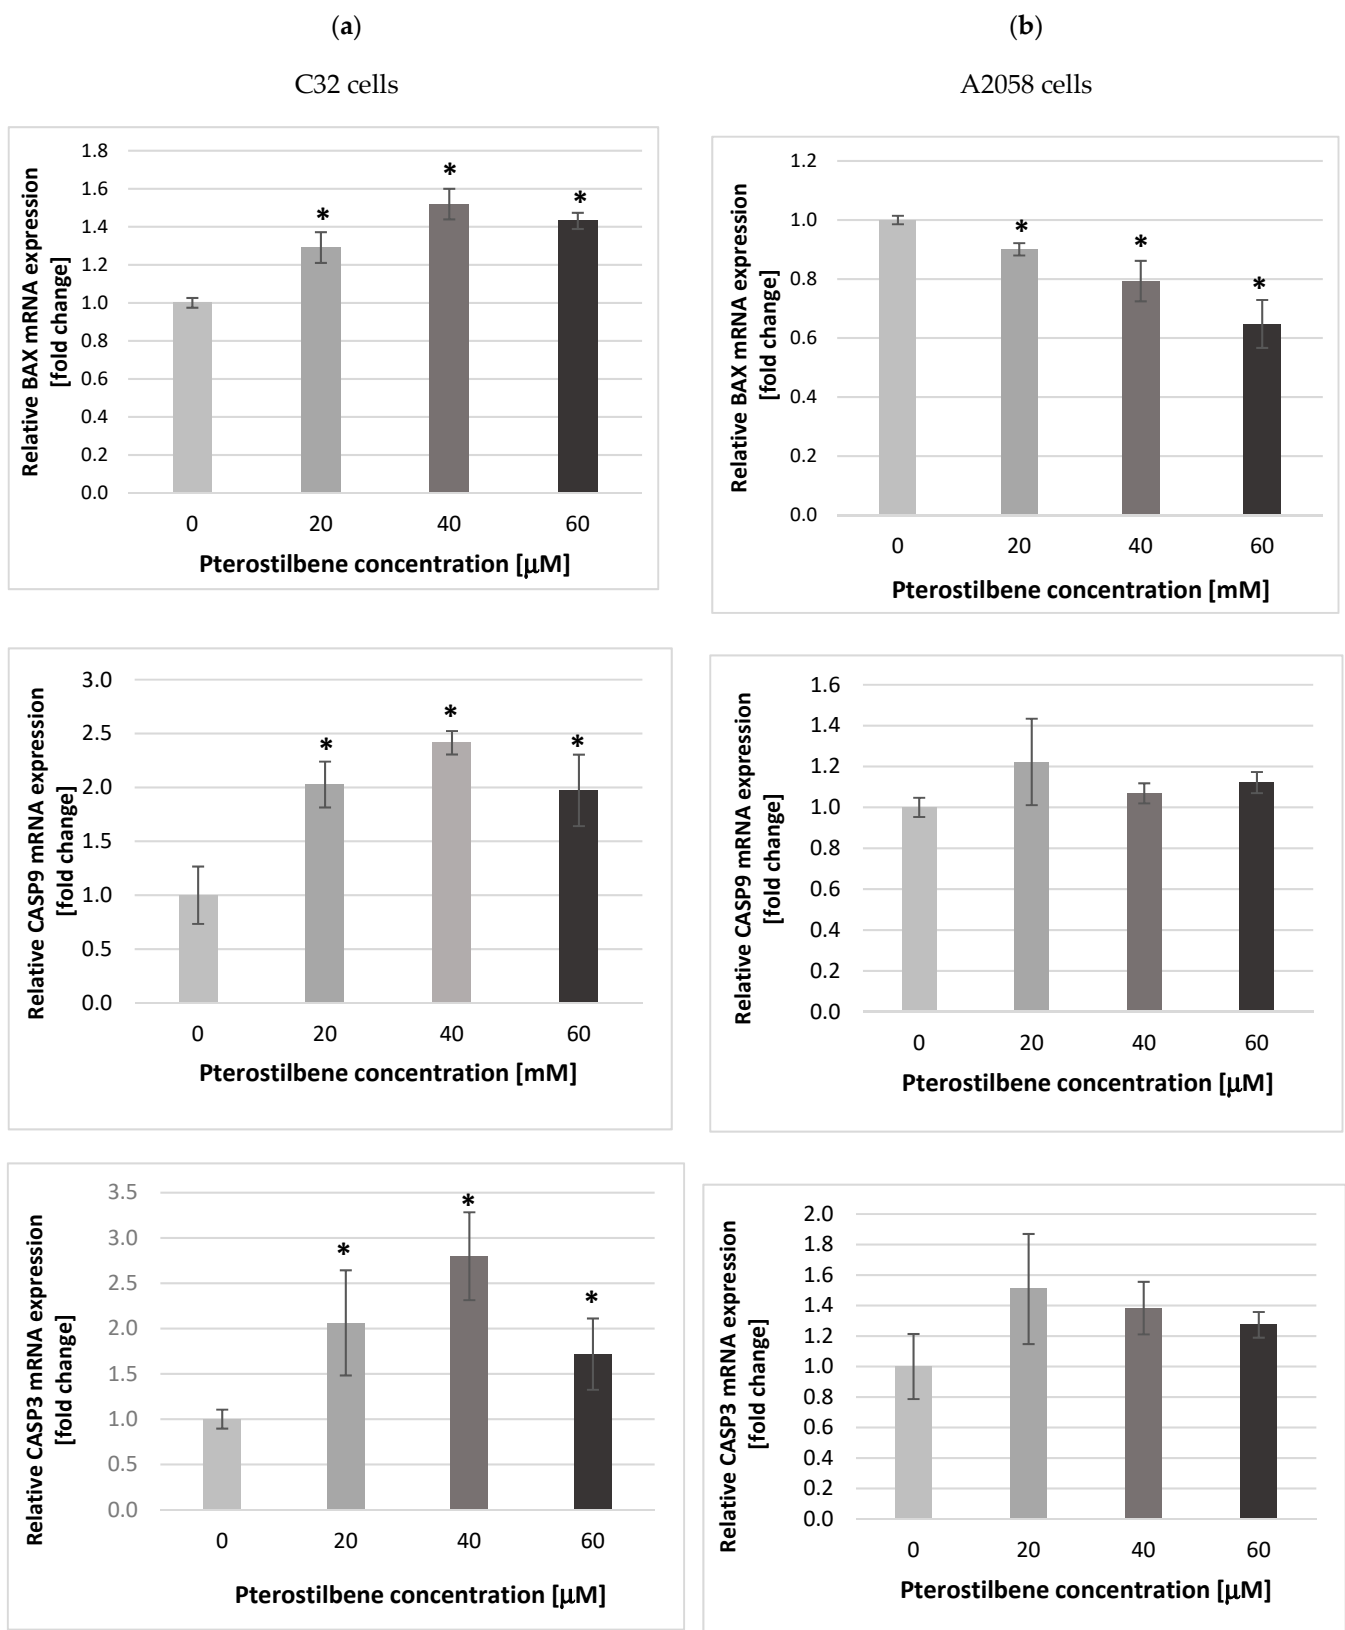 (a)
C32 cells
Relative BAX mRNA expression
[fold change]
1.8
1.6
1.4
1.2
1.0
0.8
0.6
0.4
0.2
0.0
*
*
*
0 20 40 60
Pterostilbene concentration [μM]
(b)
A2058 cells
Relative BAX mRNA expression
[fold change]
1.2
1.0
0.8
0.6
0.4
0.2
0.0
*
*
*
0 20 40 60
Pterostilbene concentration [mM]
Relative CASP9 mRNA expression
[fold change]
3.0
2.5
2.0
1.5
1.0
0.5
0.0
*
*
*
0 20 40 60
Pterostilbene concentration [mM]
Relative CASP9 mRNA expression
[fold change]
1.6
1.4
1.2
1.0
0.8
0.6
0.4
0.2
0.0
0 20 40 60
Pterostilbene concentration [μM]
Relative CASP3 mRNA expression
[fold change]
3.5
3.0
2.5
2.0
1.5
1.0
0.5
0.0
*
*
*
0 20 40 60
Pterostilbene concentration [μM]
Relative CASP3 mRNA expression
[fold change]
2.0
1.8
1.6
1.4
1.2
1.0
0.8
0.6
0.4
0.2
0.0
0 20 40 60
Pterostilbene concentration [μM]